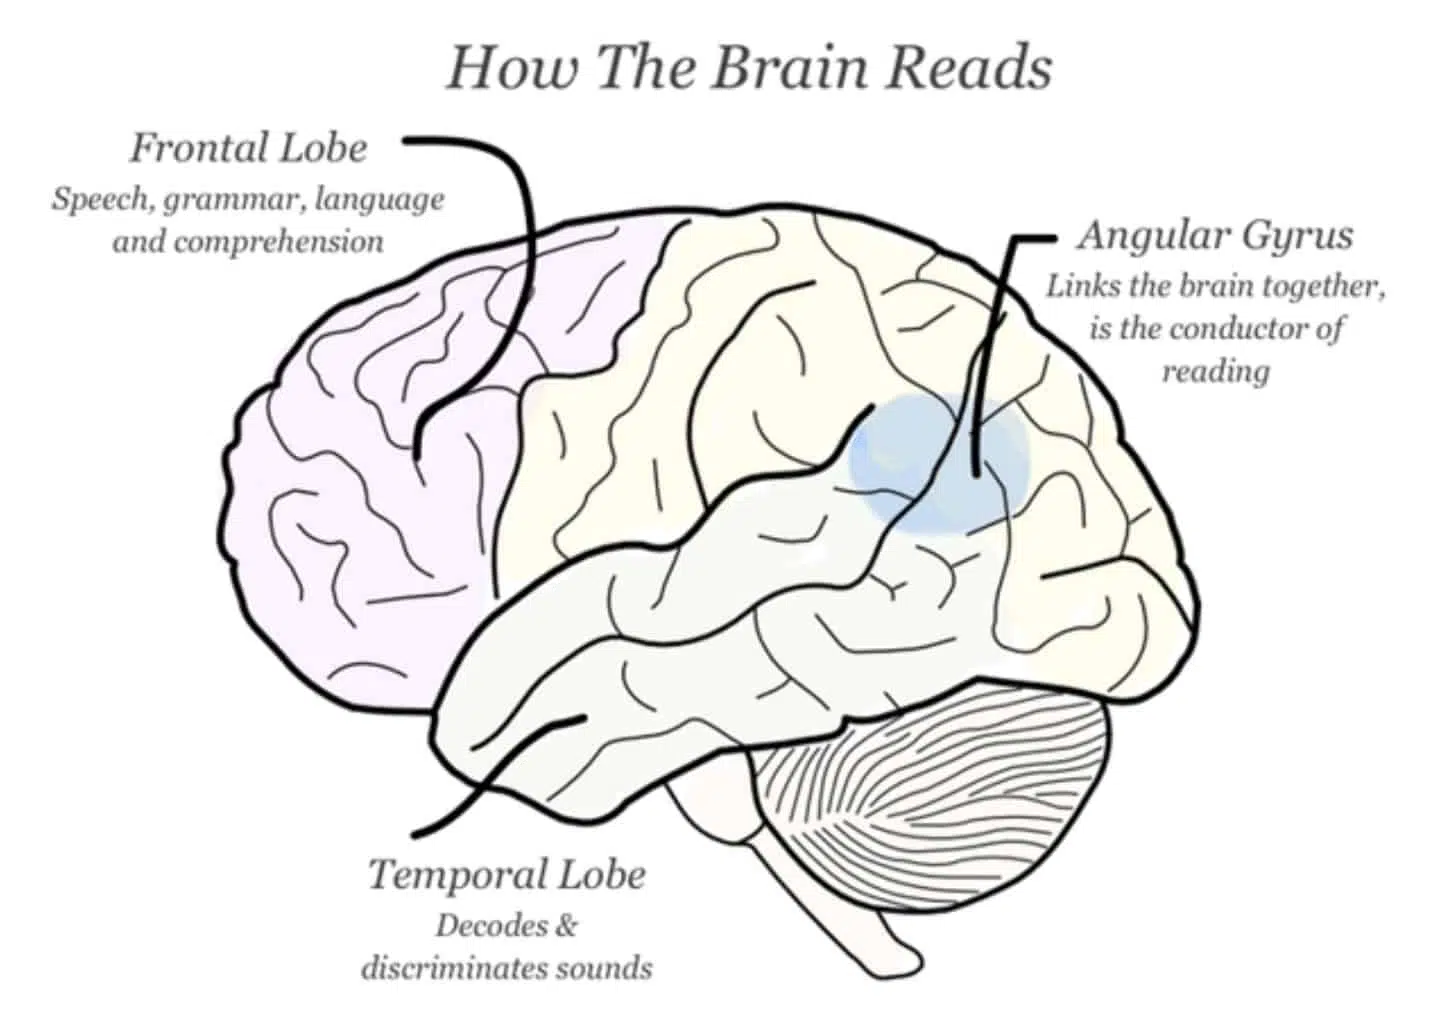 How The Brain Reads
Frontal Lobe
Speech, grammar, language
and comprehension
Angular Gyrus
Links the brain together,
is the conductor of
reading
Temporal Lobe
Decodes &
discriminates sounds